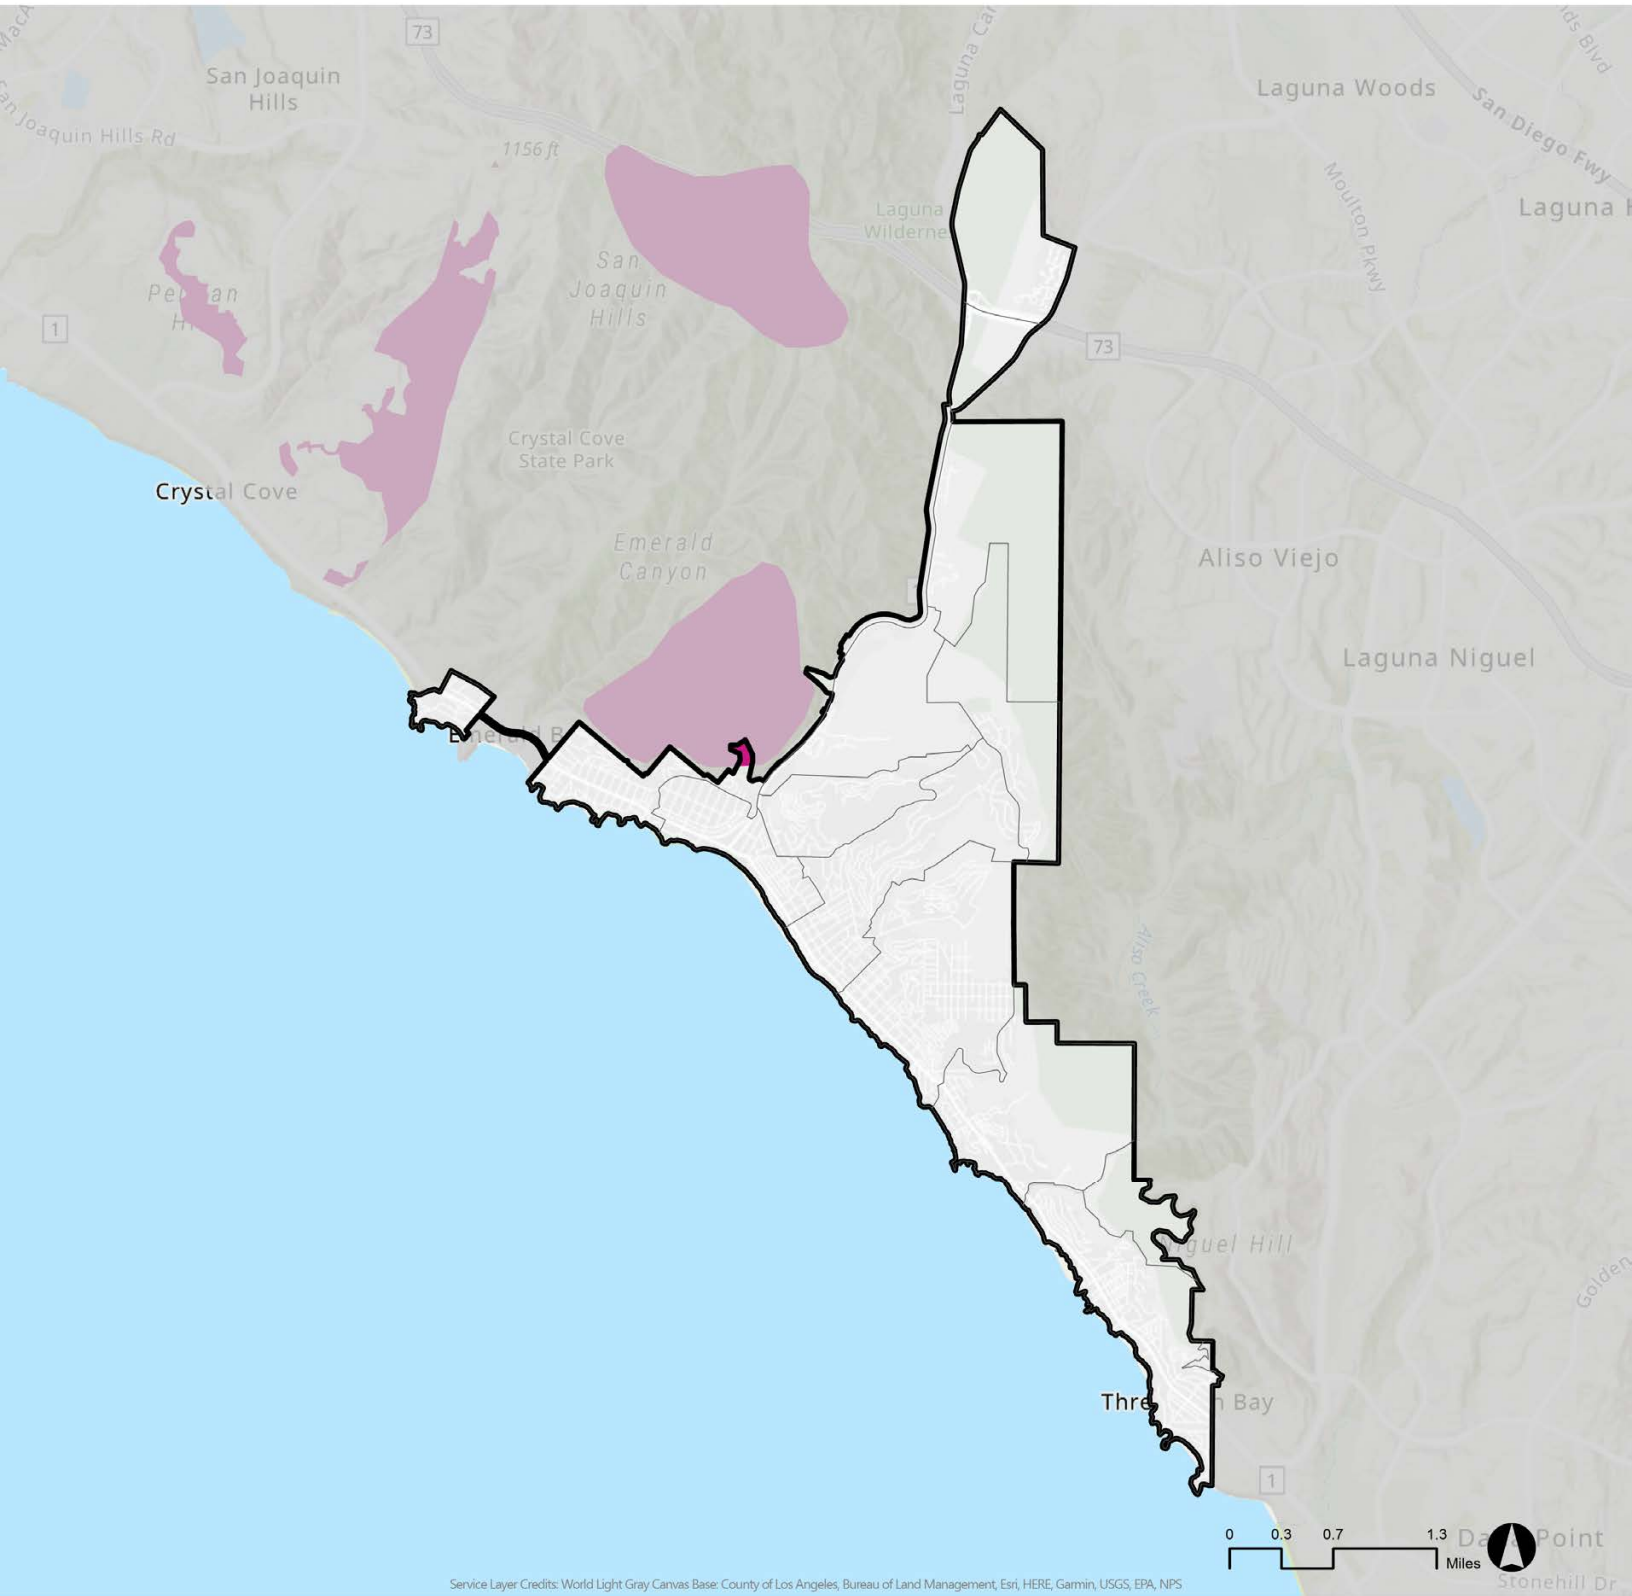 73
San Joaquin
Hills
San Joaquin Hills Rd
1156 ft
Laguna Woods
San Diego Fwy
Moulton Pkwy
Laguna
Wilderne
San
Joaquin
Hills
1
73
Crystal Cove
State Park
Crystal Cove
Emerald
Canyon
Aliso Viejo
Laguna Niguel
Aliso Creek
Niguel Hill
Golden
Thre n Bay
1
0 0.3 0.7 1.3
Miles
Da Point
Stonehill Dr
Service Layer Credits: World Light Gray Canvas Base: County of Los Angeles, Bureau of Land Management, Esri, HERE, Garmin, USGS, EPA, NPS